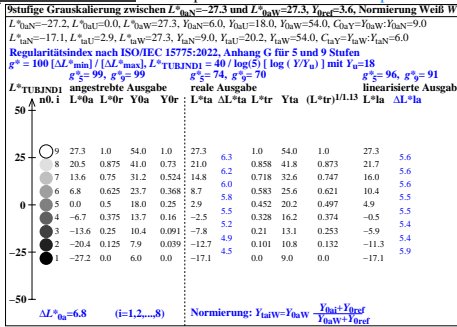 9stufige Grauskalierung zwischen L*0aN=−27.2 und L*0aW=27.3, Y0ref=3.6, Normierung Weiß W
L*0aN=−27.2, L*0aU=0.0, L*0aW=27.3, Y0aN=6.0, Y0aU=18.0, Y0aW=54.0, C0aY=Y0aW:Y0aN=9.0
L*taN=−17.1, L*taU=2.9, L*taW=27.3, YtaN=9.0, YtaU=20.2, YtaW=54.0, CtaY=YtaW:YtaN=6.0
Regularitätsindex nach ISO/IEC 15775:2022, Anhang G für 5 und 9 Stufen
g* = 100 [ΔL*min] / [ΔL*max], L*TUBJND1 = 40 / log(5) [ log ( Y/Yu) ] mit Yu=18
g*5= 99, g*9= 99 g*5= 74, g*9= 70 g*5= 96, g*9= 91
L*TUBJND1 angestrebte Ausgabe reale Ausgabe linearisierte Ausgabe
n0. i L*0a L*0r Y0a Y0r L*ta ΔL*ta L*tr Yta (L*tr)1/1.13 L*la ΔL*la
50
9 27.3 1.0 54.0 1.0 27.3 1.0 54.0 1.0 27.3
6.3 5.6
25
8 20.5 0.875 41.0 0.73 21.0 0.858 41.8 0.873 21.7
6.2 5.6
7 13.6 0.75 31.2 0.524 14.8 0.718 32.6 0.747 16.0
6.0 5.6
6 6.8 0.625 23.7 0.368 8.7 0.583 25.6 0.621 10.4
5.8 5.5
0
5 0.0 0.5 18.0 0.25 2.9 0.452 20.2 0.497 4.9
5.5 5.4
4 −6.7 0.375 13.7 0.16 −2.5 0.328 16.2 0.374 −0.5
5.2 5.4
3 −13.6 0.25 10.4 0.091 −7.8 0.21 13.1 0.253 −5.9
4.9 5.4
2 −20.4 0.125 7.9 0.039 −12.7 0.101 10.8 0.132 −11.3
4.5 5.9
−25
1 −27.2 0.0 6.0 0.0 −17.1 0.0 9.0 0.0 −17.1
−50
ΔL*0a=6.8 (i=1,2,...,8) Normierung: YtaiW=Y0aW Y0ai+Y0ref / Y0aW+Y0ref